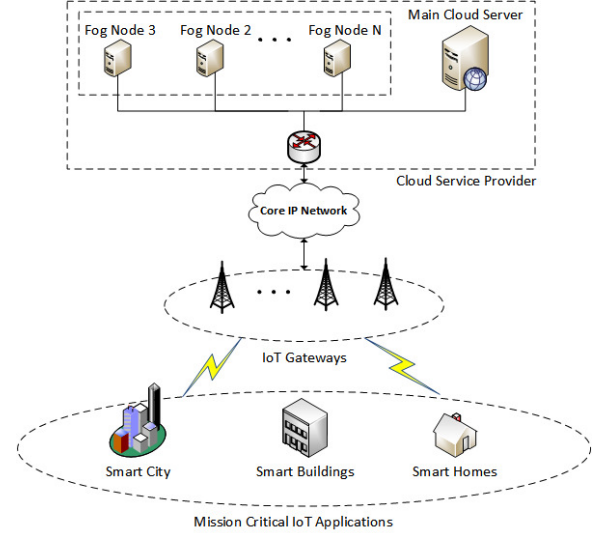 Main Cloud Server
Fog Node 3
Fog Node 2
Fog Node N
Cloud Service Provider
Core IP Network
IoT Gateways
Smart City
Smart Buildings
Smart Homes
Mission Critical IoT Applications